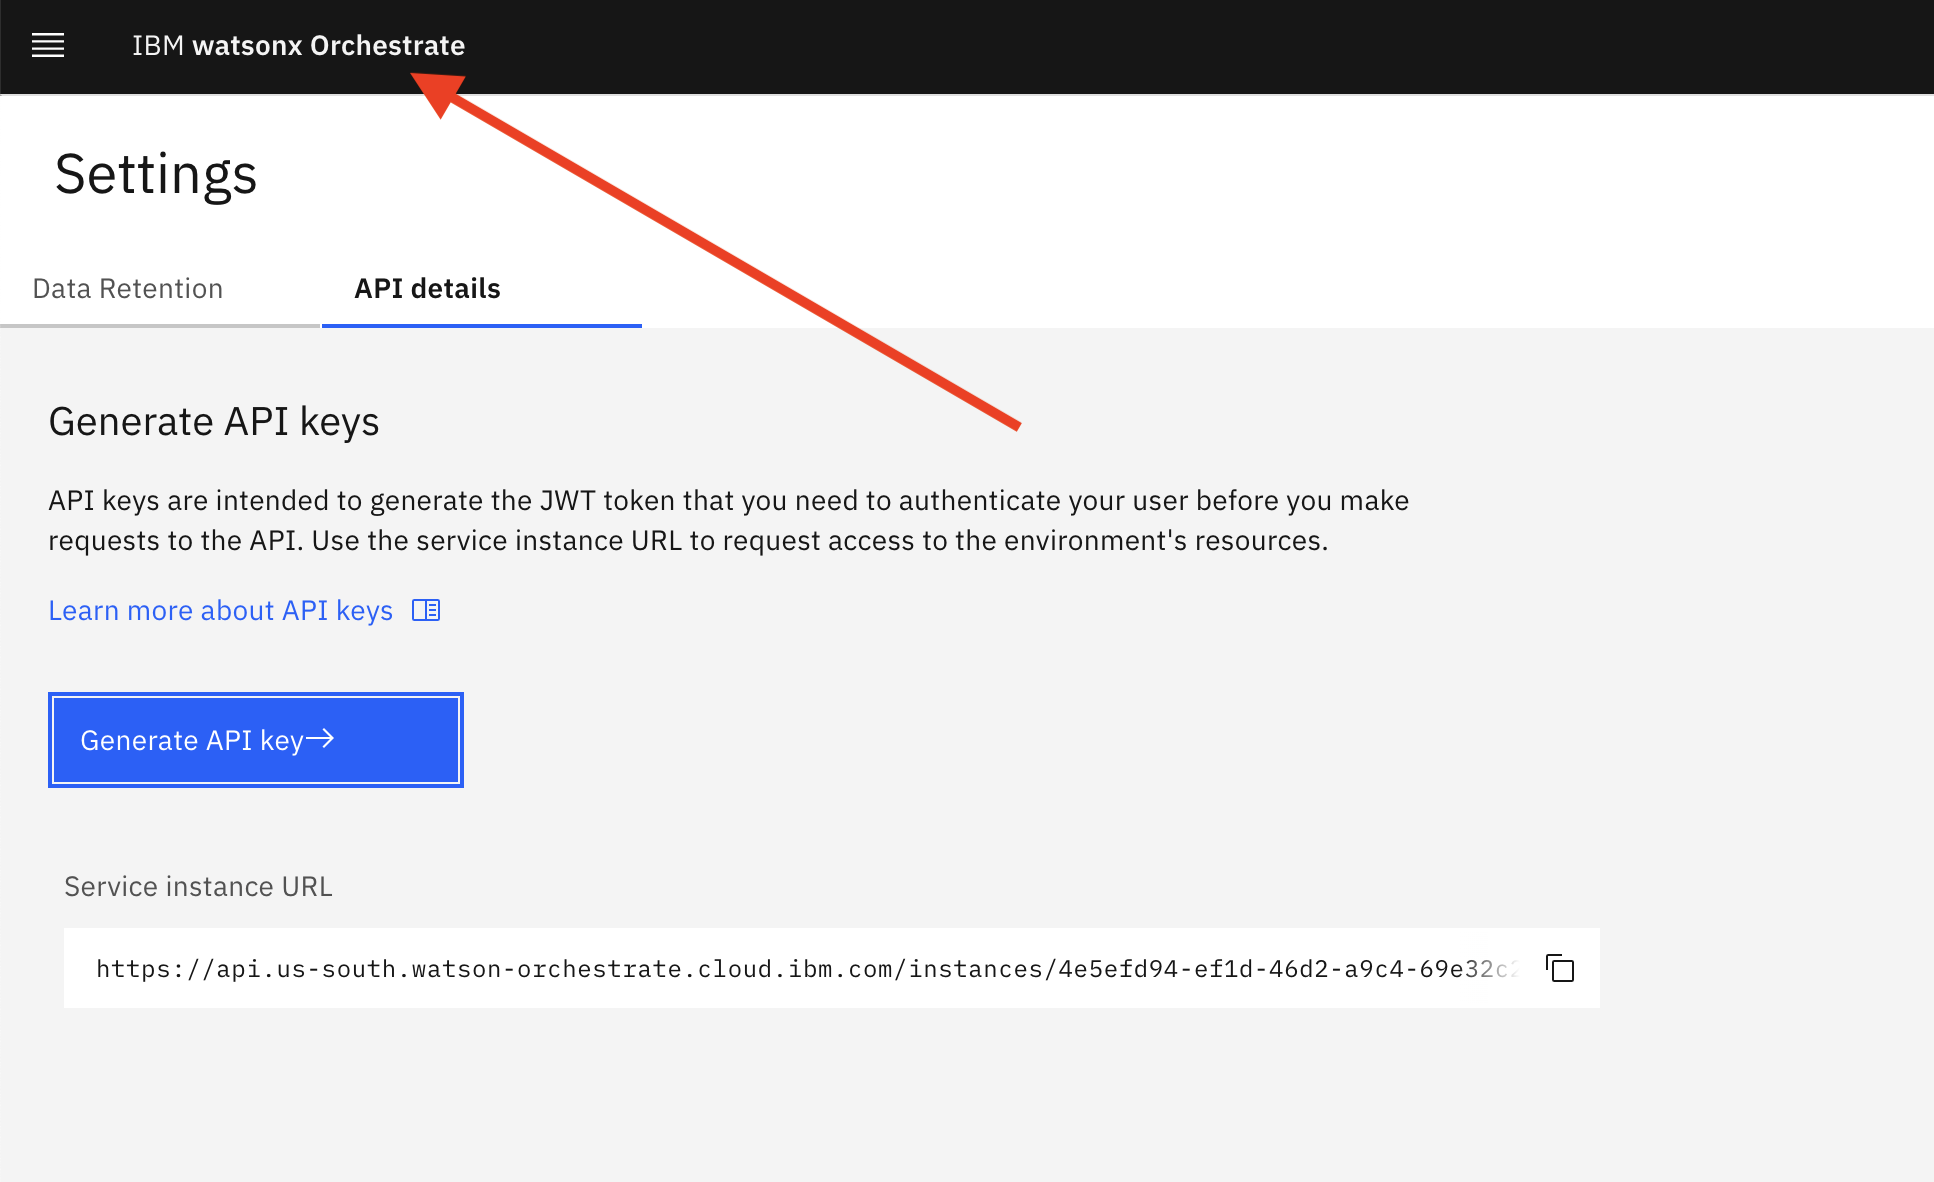 IBM watsonx Orchestrate
Settings
Data Retention
API details
Generate API keys
API keys are intended to generate the JWT token that you need to authenticate your user before you make
requests to the API. Use the service instance URL to request access to the environment's resources.
Learn more about API keys
Generate API key
Service instance URL
https://api.us-south.watson-orchestrate.cloud.ibm.com/instances/4e5efd94-ef1d-46d2-a9c4-69e32c2